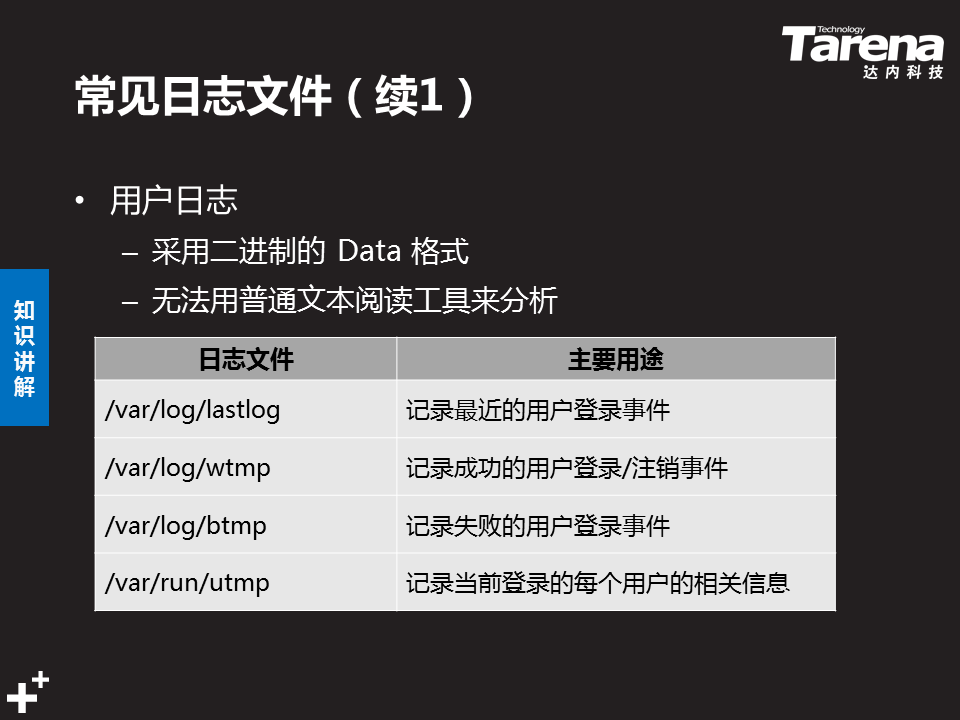 Technology
Tarena
达内科技
常见日志文件（续1）
• 用户日志
– 采用二进制的 Data 格式
– 无法用普通文本阅读工具来分析
知识讲解
日志文件 主要用途
/var/log/lastlog 记录最近的用户登录事件
/var/log/wtmp 记录成功的用户登录/注销事件
/var/log/btmp 记录失败的用户登录事件
/var/run/utmp 记录当前登录的每个用户的相关信息